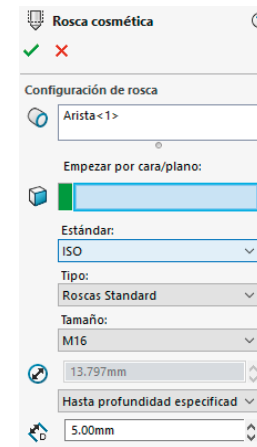 Rosca cosmética
Configuración de rosca
Arista<1>
Empezar por cara/plano:
Estándar:
ISO
Tipo:
Roscas Standard
Tamaño:
M16
13.797mm
Hasta profundidad especificad
5.00mm